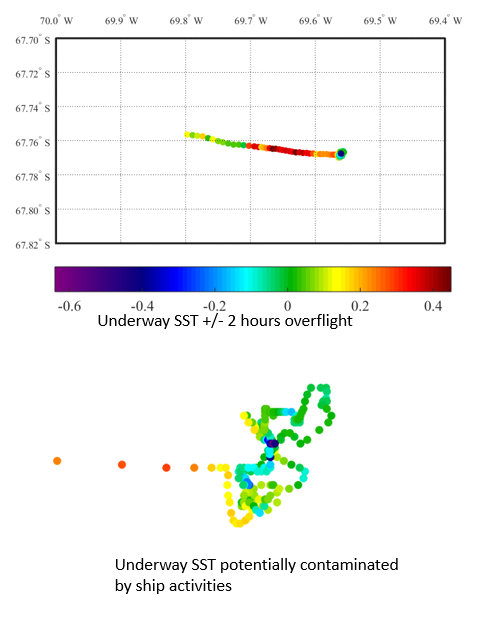 70.0° W 69.9° W 69.8° W 69.7° W 69.6° W 69.5° W 69.4° W
67.70° S
67.72° S
67.74° S
67.76° S
67.78° S
67.80° S
67.82° S
-0.6 -0.4 -0.2 0 0.2 0.4
Underway SST +/- 2 hours overflight
Underway SST potentially contaminated
by ship activities